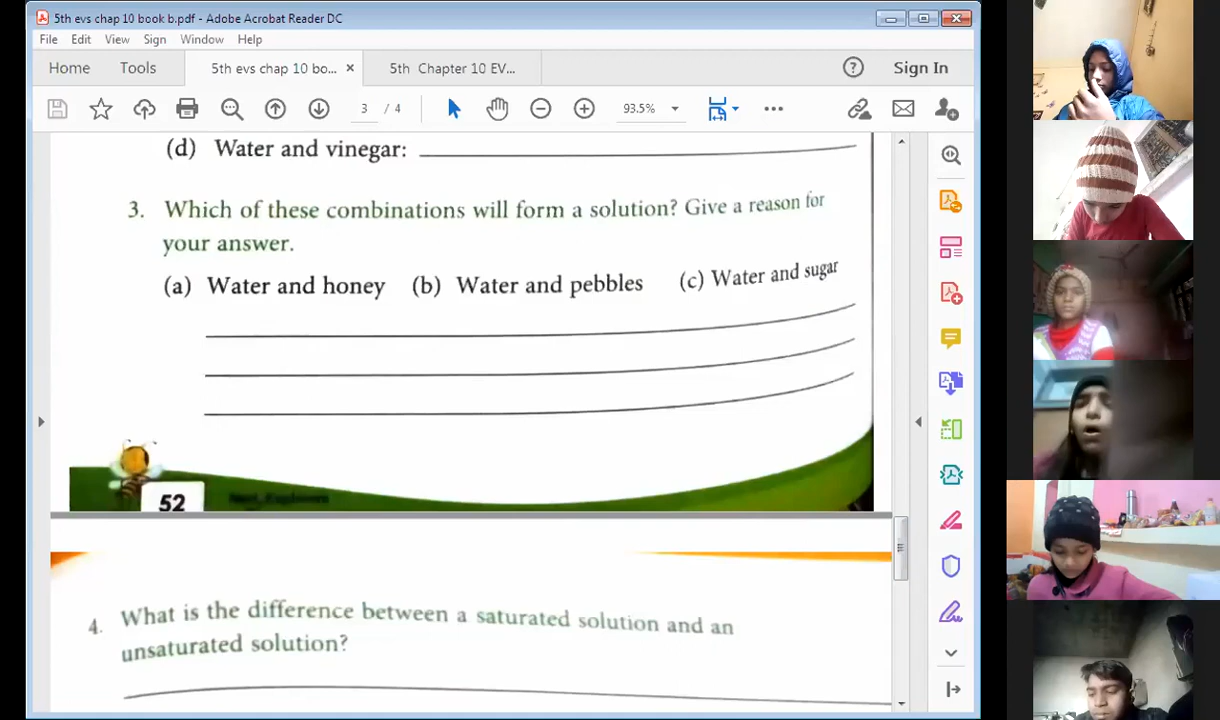 5th evs chap 10 book b.pdf - Adobe Acrobat Reader DC
File Edit View Sign Window Help
Home Tools 5th evs chap 10 bo... × 5th Chapter 10 EV... Sign In
3 / 4 93.5%
(d) Water and vinegar:
3. Which of these combinations will form a solution? Give a reason for
your answer.
(a) Water and honey (b) Water and pebbles (c) Water and sugar
52
4. What is the difference between a saturated solution and an
unsaturated solution?